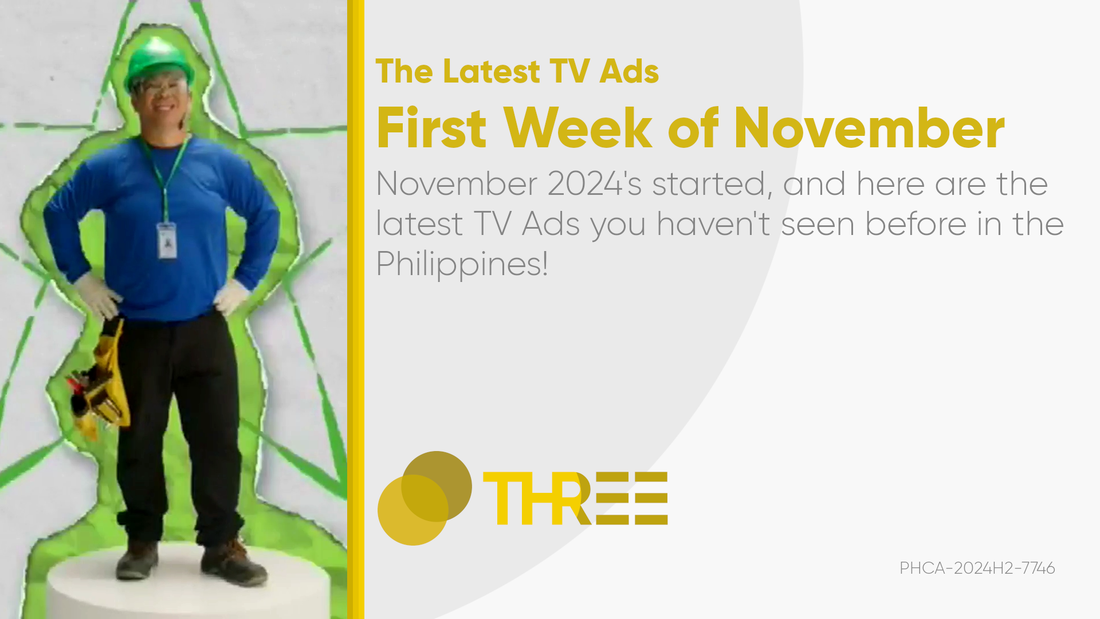 The Latest TV Ads
First Week of November
November 2024's started, and here are the
latest TV Ads you haven't seen before in the
Philippines!
THREE
PHCA-2024H2-7746